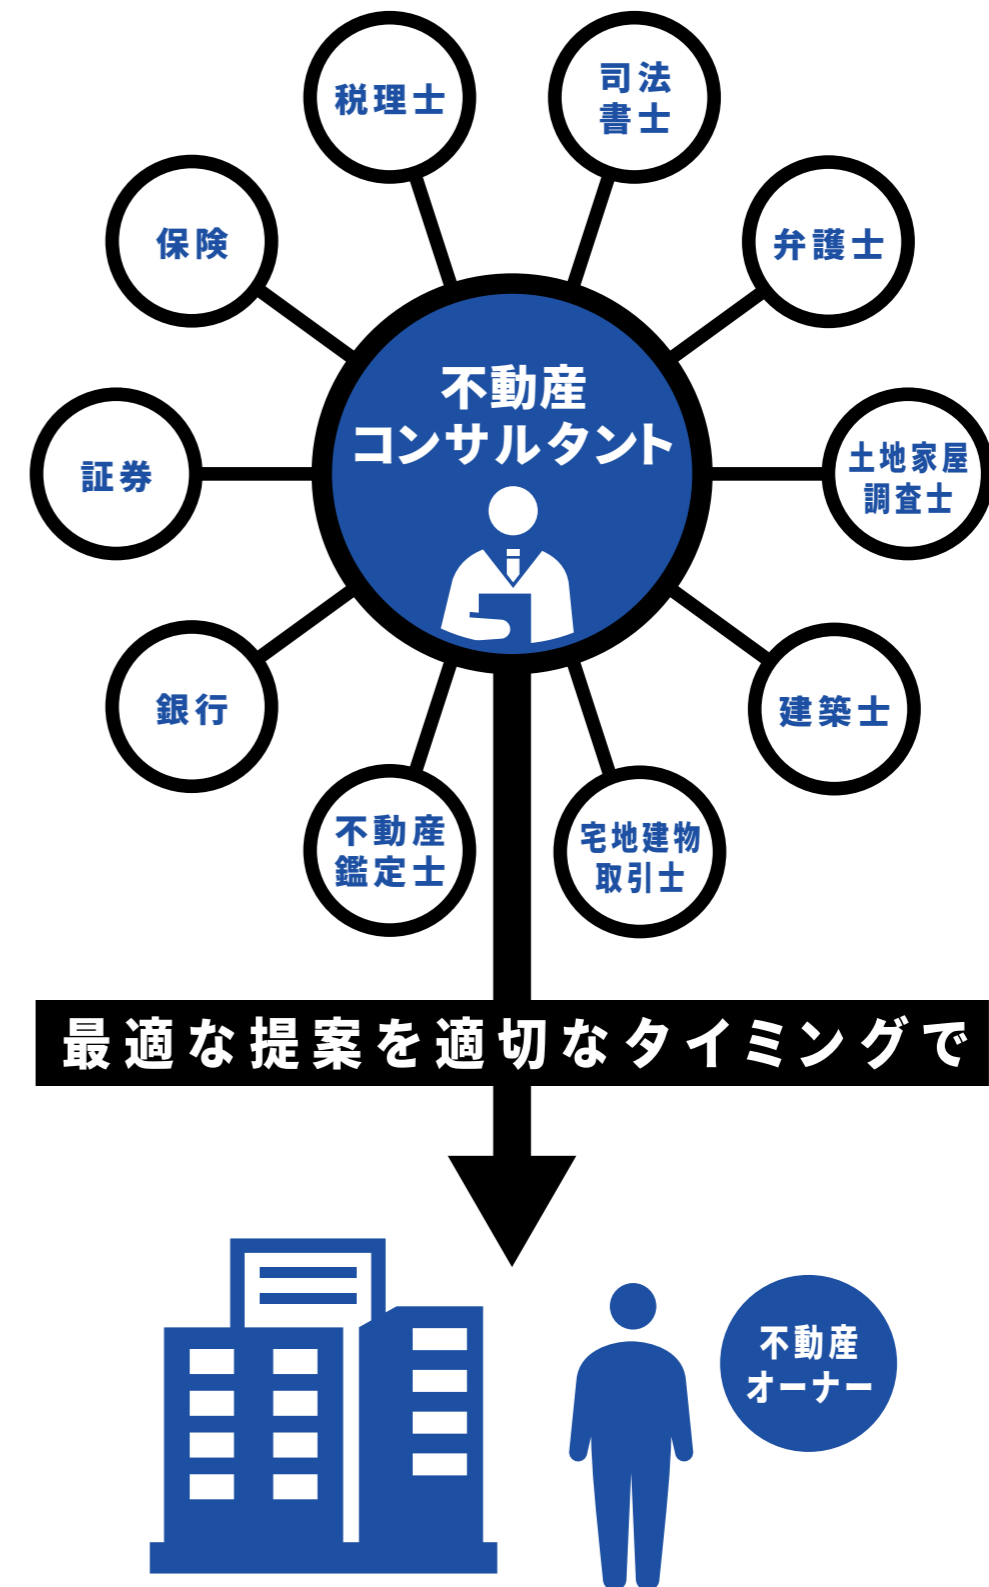 税理士
司法
書士
保険
弁護士
不動産
コンサルタント
証券
土地家屋
調査士
銀行
建築士
不動産
鑑定士
宅地建物
取引士
最適な提案を適切なタイミングで
不動産
オーナー